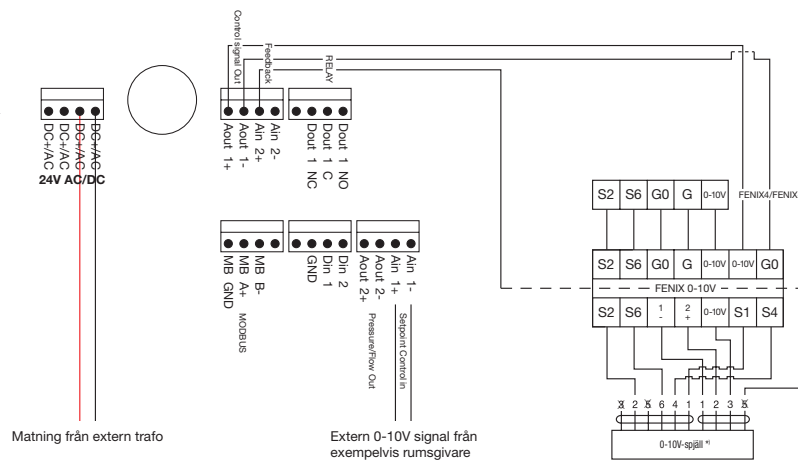 Control signal Out
Feedback
RELAY
DC+/AC
DC+/AC
DC+/AC
DC+/AC
24V AC/DC
Aout 1+
Aout 1-
Ain 2+
Ain 2-
Dout 1 NC
Dout 1 C
Dout 1 NO
S2 S6 G0 G 0-10V FENIX4/FENIX
MB GND
MB A+
MB B-
MODBUS
GND
Din 1
Din 2
Aout 2+
Aout 2-
Ain 1+
Ain 1-
Pressure/Flow Out
Setpoint Control in
S2 S6 G0 G 0-10V 0-10V G0
FENIX 0-10V
S2 S6 1 - 2 + 0-10V S1 S4
3 2 5 6 4 1 1 2 3 5
0-10V-spjäll *)
Matning från extern trafo
Extern 0-10V signal från
exempelvis rumsgivare